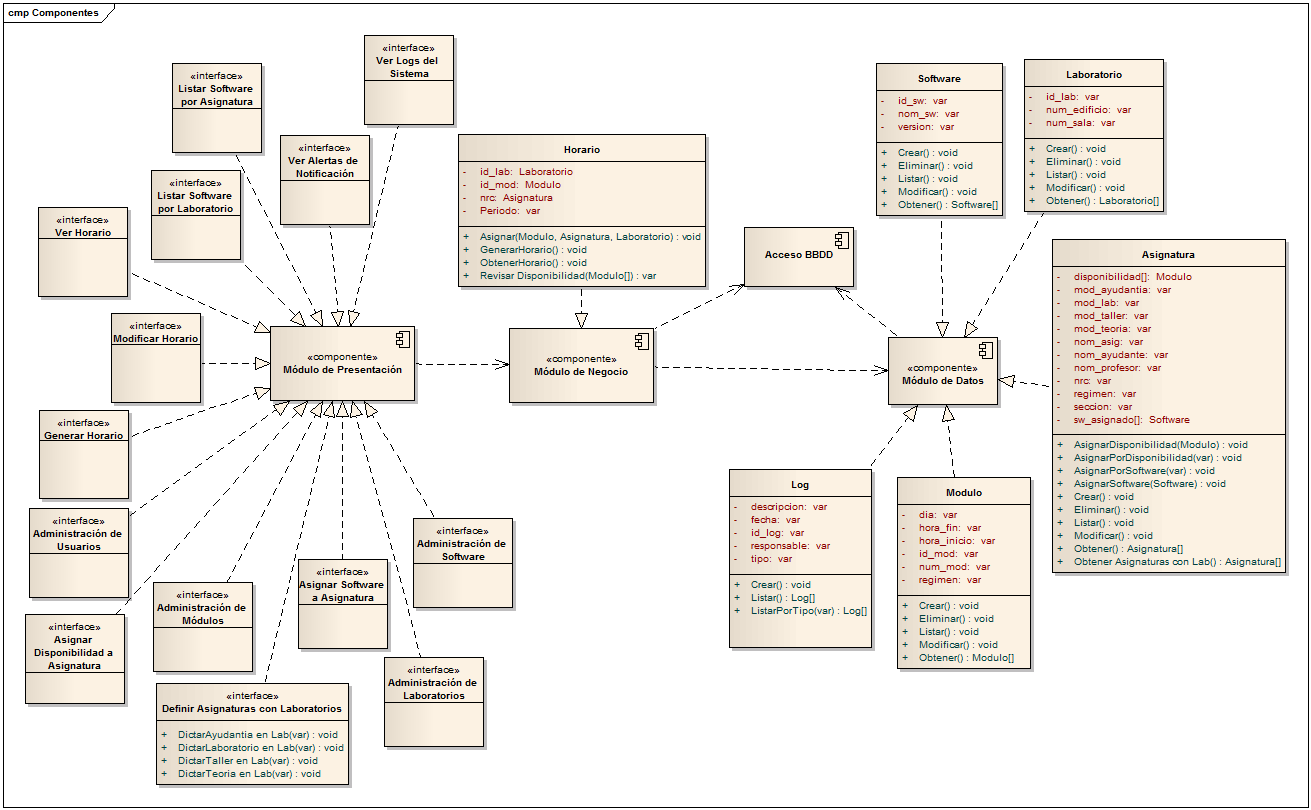 cmp Componentes
«interface»
Ver Logs del
Sistema
«interface»
Listar Software
por Asignatura
«interface»
Ver Alertas de
Notificación
«interface»
Listar Software
por Laboratorio
«interface»
Ver Horario
«interface»
Modificar Horario
«interface»
Generar Horario
«interface»
Administración de
Usuarios
«interface»
Asignar
Disponibilidad a
Asignatura
«interface»
Administración de
Módulos
«interface»
Definir Asignaturas con Laboratorios
+ DictarAyudantia en Lab(var) : void
+ DictarLaboratorio en Lab(var) : void
+ DictarTaller en Lab(var) : void
+ DictarTeoria en Lab(var) : void
«interface»
Asignar Software
a Asignatura
«interface»
Administración de
Laboratorios
«interface»
Administración de
Software
«componente»
Módulo de Presentación
Horario
- id_lab: Laboratorio
- id_mod: Modulo
- nrc: Asignatura
- Periodo: var
+ Asignar(Modulo, Asignatura, Laboratorio) : void
+ GenerarHorario() : void
+ ObtenerHorario() : void
+ Revisar Disponibilidad(Modulo[]) : var
«componente»
Módulo de Negocio
Acceso BBDD
«componente»
Módulo de Datos
Software
- id_sw: var
- nom_sw: var
- version: var
+ Crear() : void
+ Eliminar() : void
+ Listar() : void
+ Modificar() : void
+ Obtener() : Software[]
Laboratorio
- id_lab: var
- num_edificio: var
- num_sala: var
+ Crear() : void
+ Eliminar() : void
+ Listar() : void
+ Modificar() : void
+ Obtener() : Laboratorio[]
Asignatura
- disponibilidad[]: Modulo
- mod_ayudantia: var
- mod_lab: var
- mod_taller: var
- mod_teoria: var
- nom_asig: var
- nom_ayudante: var
- nom_profesor: var
- nrc: var
- regimen: var
- seccion: var
- sw_asignado[]: Software
+ AsignarDisponibilidad(Modulo) : void
+ AsignarPorDisponibilidad(var) : void
+ AsignarPorSoftware(var) : void
+ AsignarSoftware(Software) : void
+ Crear() : void
+ Eliminar() : void
+ Listar() : void
+ Modificar() : void
+ Obtener() : Asignatura[]
+ Obtener Asignaturas con Lab() : Asignatura[]
Log
- descripcion: var
- fecha: var
- id_log: var
- responsable: var
- tipo: var
+ Crear() : void
+ Listar() : Log[]
+ ListarPorTipo(var) : Log[]
Modulo
- dia: var
- hora_fin: var
- hora_inicio: var
- id_mod: var
- num_mod: var
- regimen: var
+ Crear() : void
+ Eliminar() : void
+ Listar() : void
+ Modificar() : void
+ Obtener() : Modulo[]